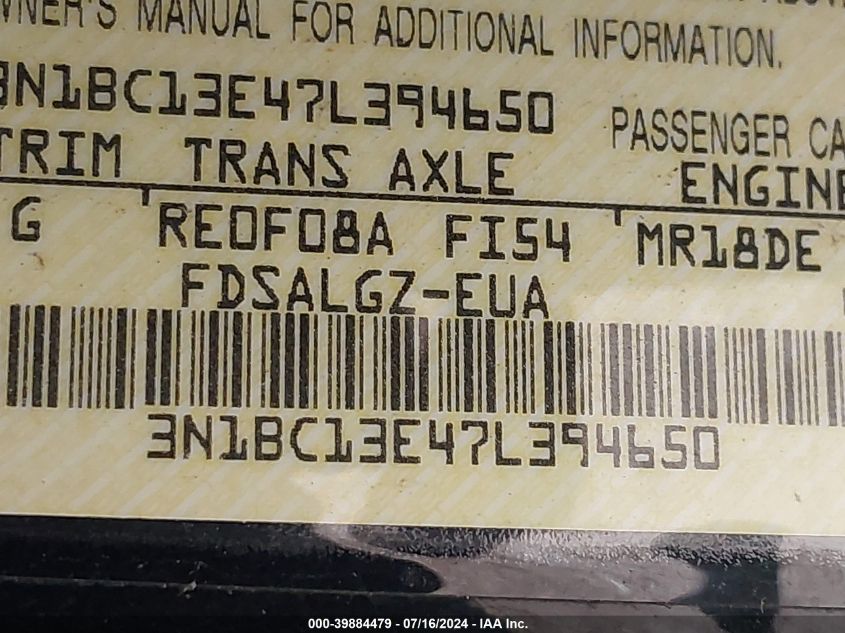 OWNER'S MANUAL FOR ADDITIONAL INFORMATION.
3N1BC13E47L394650
PASSENGER CA
TRIM TRANS AXLE ENGINE
G RE0F08A FI54 MR18DE
FDSALGZ-EUA
3N1BC13E47L394650
000-39884479 - 07/16/2024 - IAA Inc.